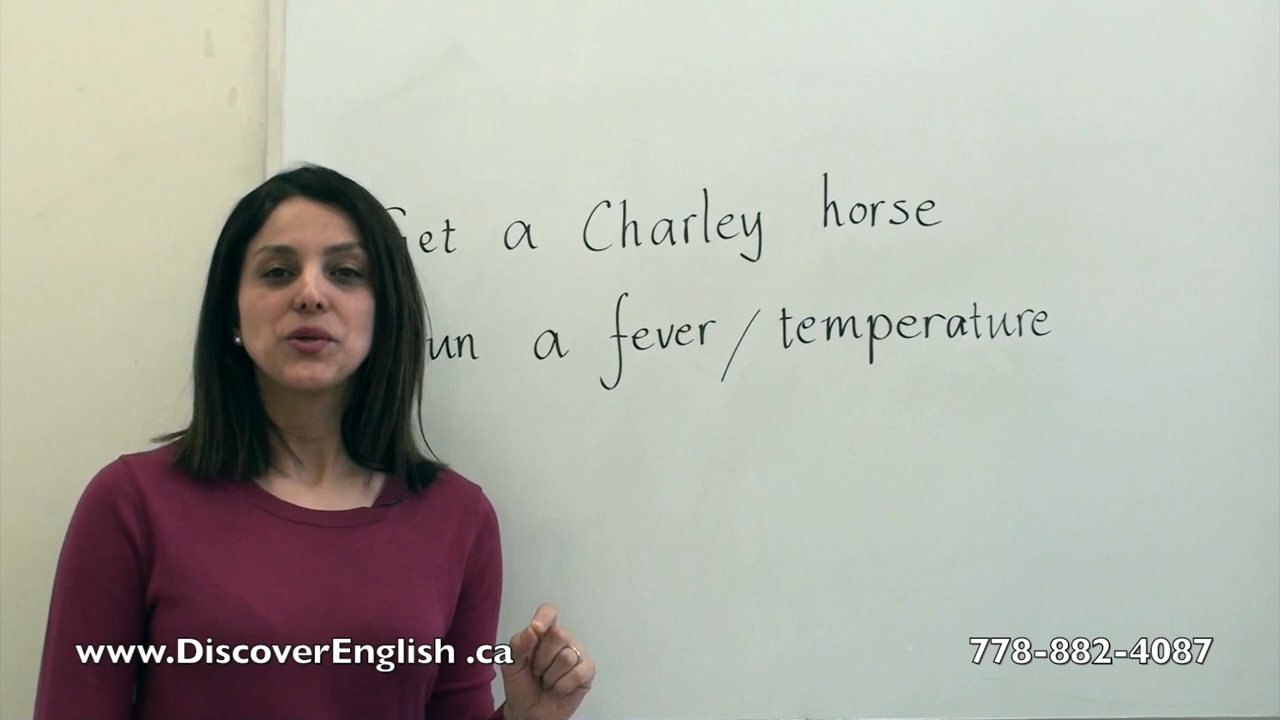 Get a Charley horse
un a fever / temperature
www.DiscoverEnglish .ca
778-882-4087